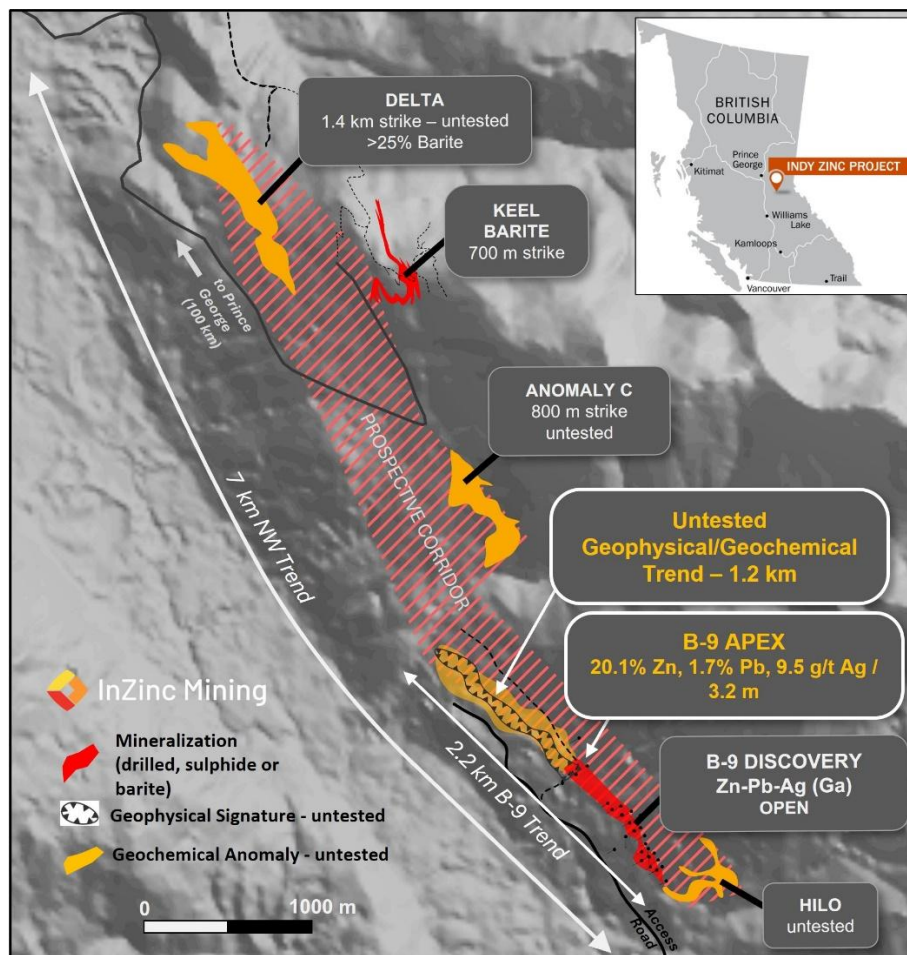 DELTA
1.4 km strike – untested
>25% Barite
KEEL
BARITE
700 m strike
BRITISH
COLUMBIA
Prince
George
Kitimat
INDY ZINC PROJECT
Williams
Lake
Kamloops
Trail
Vancouver
to Prince
George
(100 km)
ANOMALY C
800 m strike
untested
PROSPECTIVE CORRIDOR
7 km NW Trend
Untested
Geophysical/Geochemical
Trend – 1.2 km
B-9 APEX
20.1% Zn, 1.7% Pb, 9.5 g/t Ag /
3.2 m
2.2 km B-9 Trend
B-9 DISCOVERY
Zn-Pb-Ag (Ga)
OPEN
HILO
untested
Access
Road
InZinc Mining
Mineralization
(drilled, sulphide or
barite)
Geophysical Signature - untested
Geochemical Anomaly - untested
0 1000 m